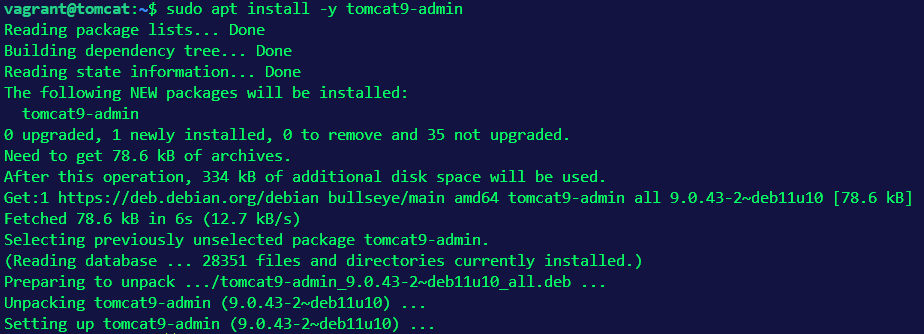 vagrant@tomcat:~$ sudo apt install -y tomcat9-admin
Reading package lists... Done
Building dependency tree... Done
Reading state information... Done
The following NEW packages will be installed:
  tomcat9-admin
0 upgraded, 1 newly installed, 0 to remove and 35 not upgraded.
Need to get 78.6 kB of archives.
After this operation, 334 kB of additional disk space will be used.
Get:1 https://deb.debian.org/debian bullseye/main amd64 tomcat9-admin all 9.0.43-2~deb11u10 [78.6 kB]
Fetched 78.6 kB in 6s (12.7 kB/s)
Selecting previously unselected package tomcat9-admin.
(Reading database ... 28351 files and directories currently installed.)
Preparing to unpack .../tomcat9-admin_9.0.43-2~deb11u10_all.deb ...
Unpacking tomcat9-admin (9.0.43-2~deb11u10) ...
Setting up tomcat9-admin (9.0.43-2~deb11u10) ...